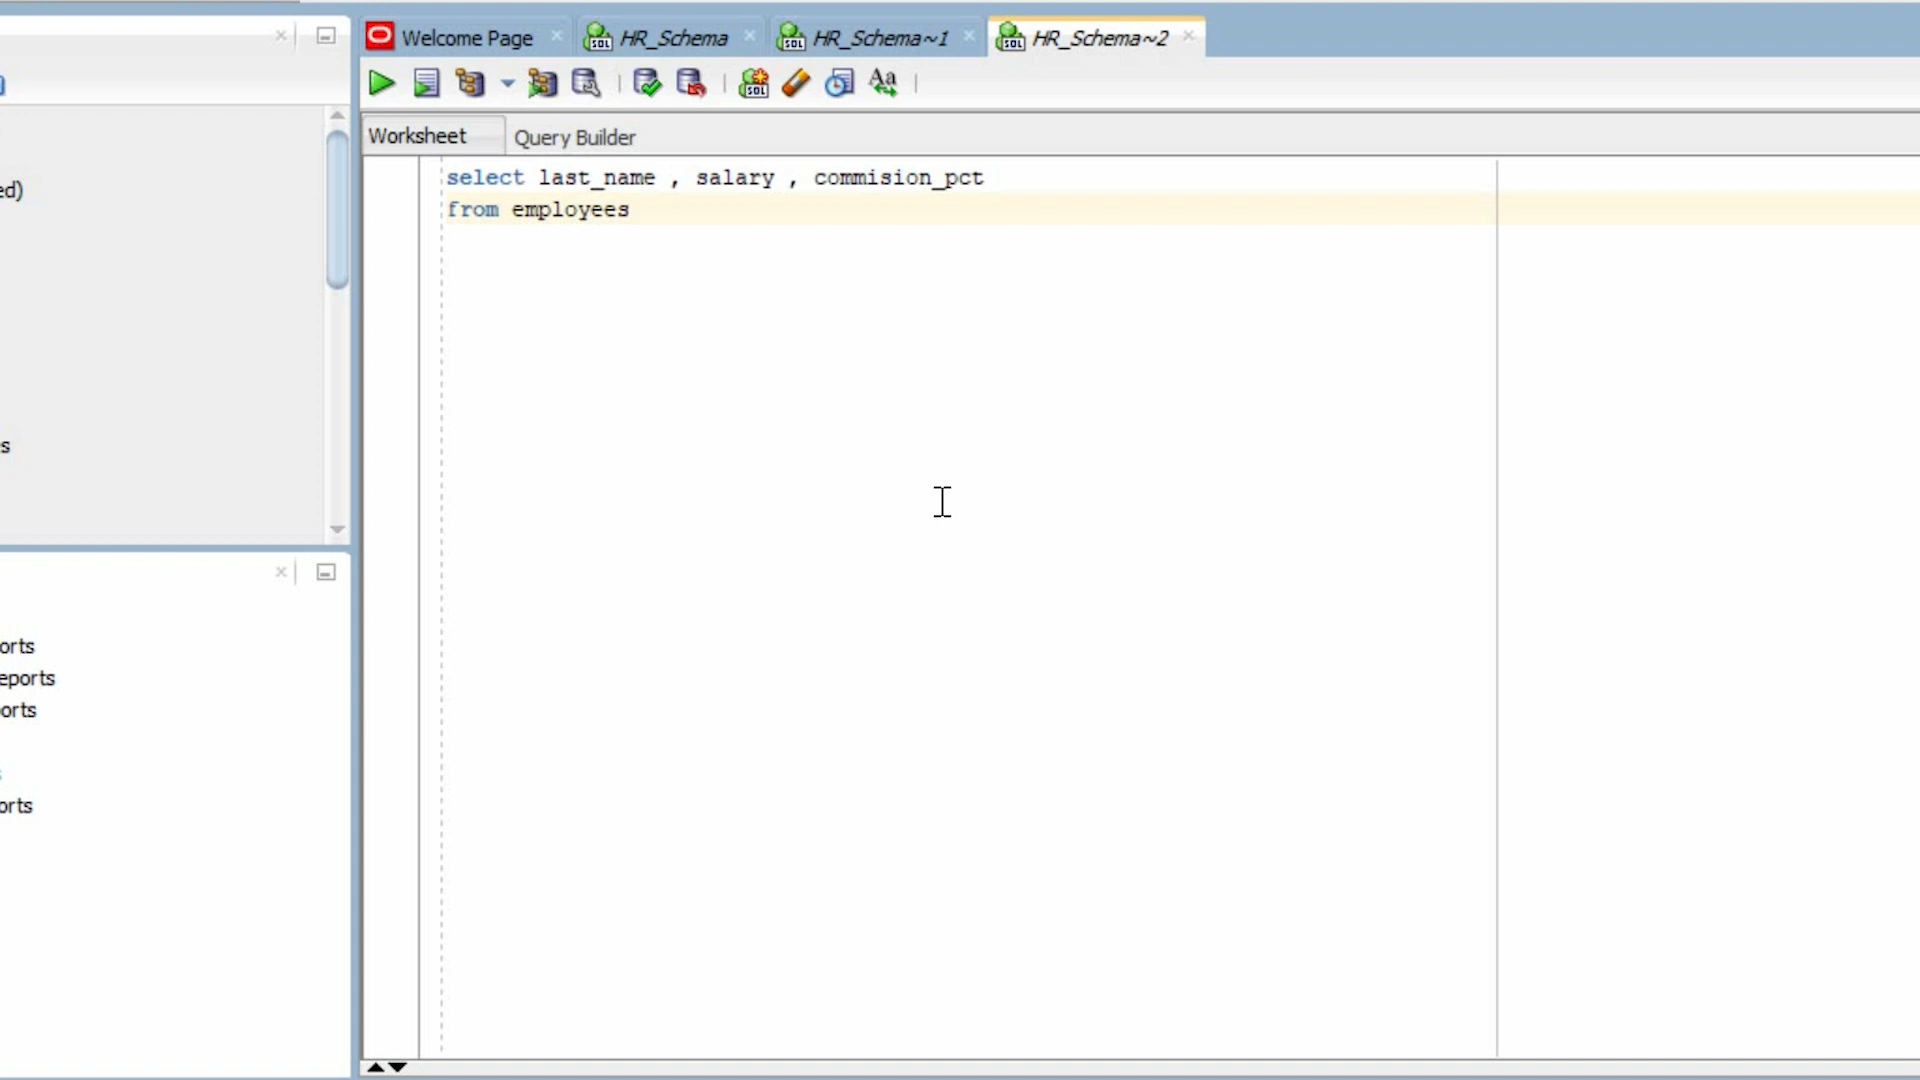 Welcome Page
HR_Schema
HR_Schema~1
HR_Schema~2
Worksheet
Query Builder
select last_name , salary , commision_pct
from employees
ed)
s
orts
eports
orts
orts